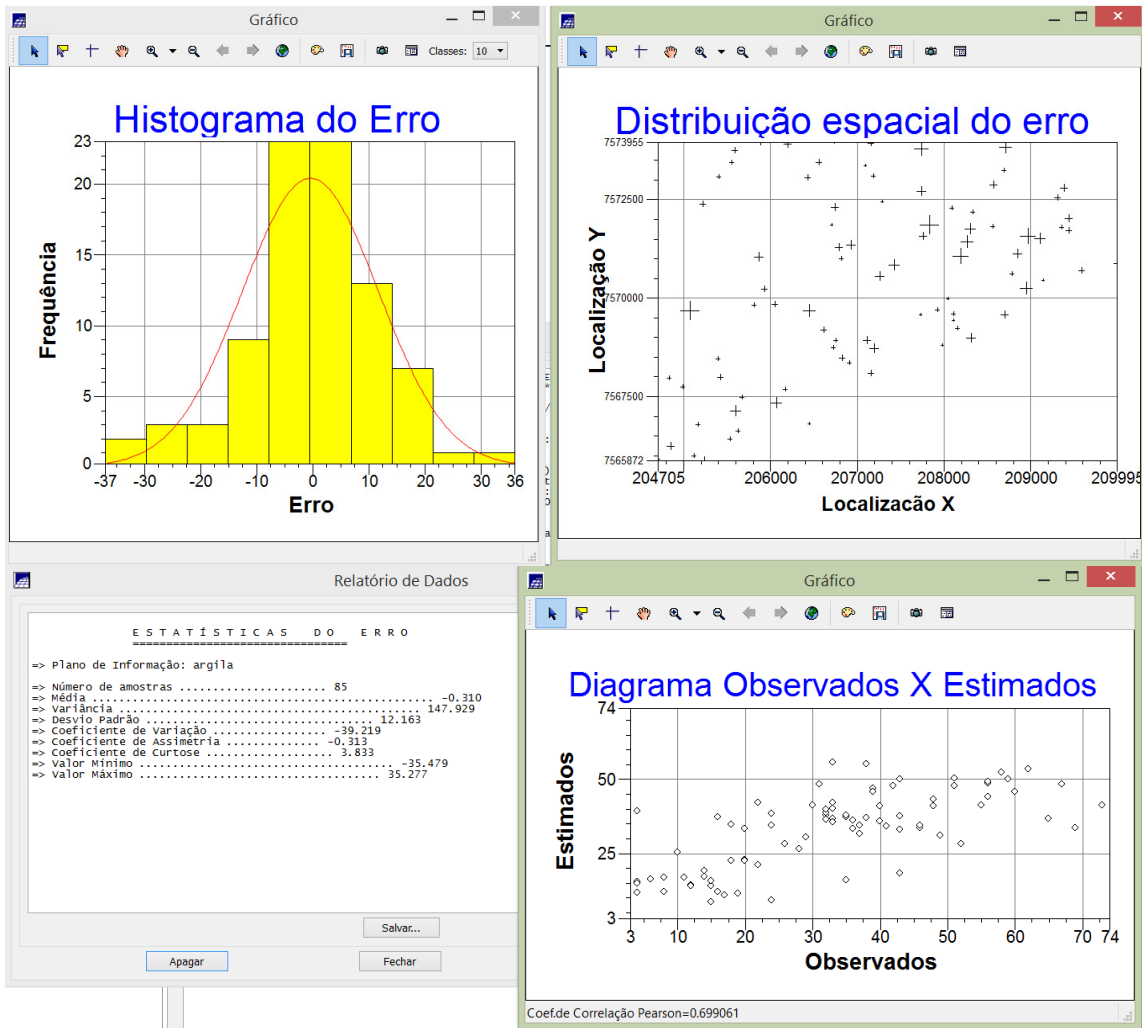 Gráfico
Classes: 10
Histograma do Erro
23
20
15
10
5
0
Frequência
-37 -30 -20 -10 0 10 20 30 36
Erro
Gráfico
Distribuição espacial do erro
7573955
7572500
7570000
7567500
7565872
Localização Y
204705 206000 207000 208000 209000 209995
Localizacão X
Relatório de Dados
E S T A T Í S T I C A S D O E R R O
===============================
=> Plano de Informação: argila
=> Número de amostras ...................... 85
=> Média .................................................... -0.310
=> Variância .................................................. 147.929
=> Desvio Padrão .................................. 12.163
=> Coeficiente de Variação ................. -39.219
=> Coeficiente de Assimetria .............. -0.313
=> Coeficiente de Curtose ................... 3.833
=> Valor Mínimo ....................................... -35.479
=> Valor Máximo .................................... 35.277
Salvar...
Apagar
Fechar
Gráfico
Diagrama Observados X Estimados
74
50
25
3
Estimados
3 10 20 30 40 50 60 70 74
Observados
Coef.de Correlação Pearson=0.699061